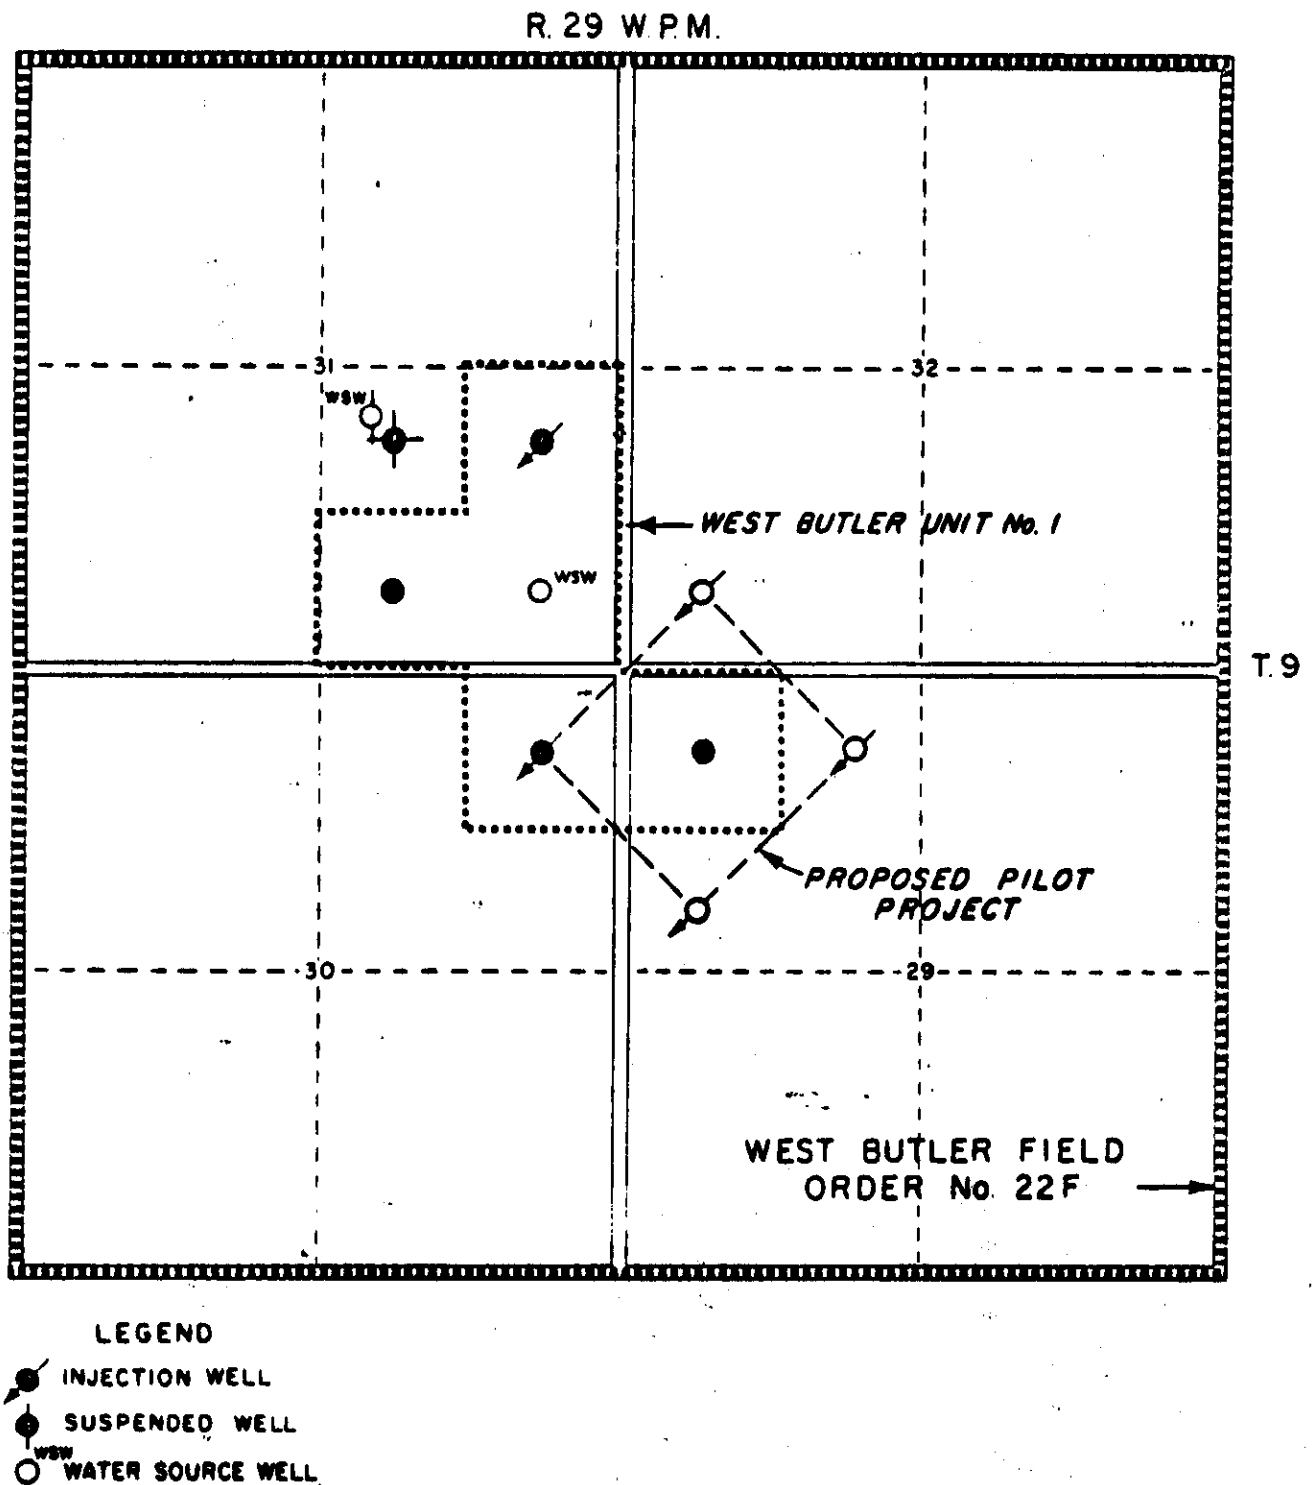 R. 29 W.P.M.
31
32
WSW
WEST BUTLER UNIT No. 1
WSW
T. 9
PROPOSED PILOT
PROJECT
30
29
WEST BUTLER FIELD
ORDER No. 22F
LEGEND
INJECTION WELL
SUSPENDED WELL
WSW
WATER SOURCE WELL